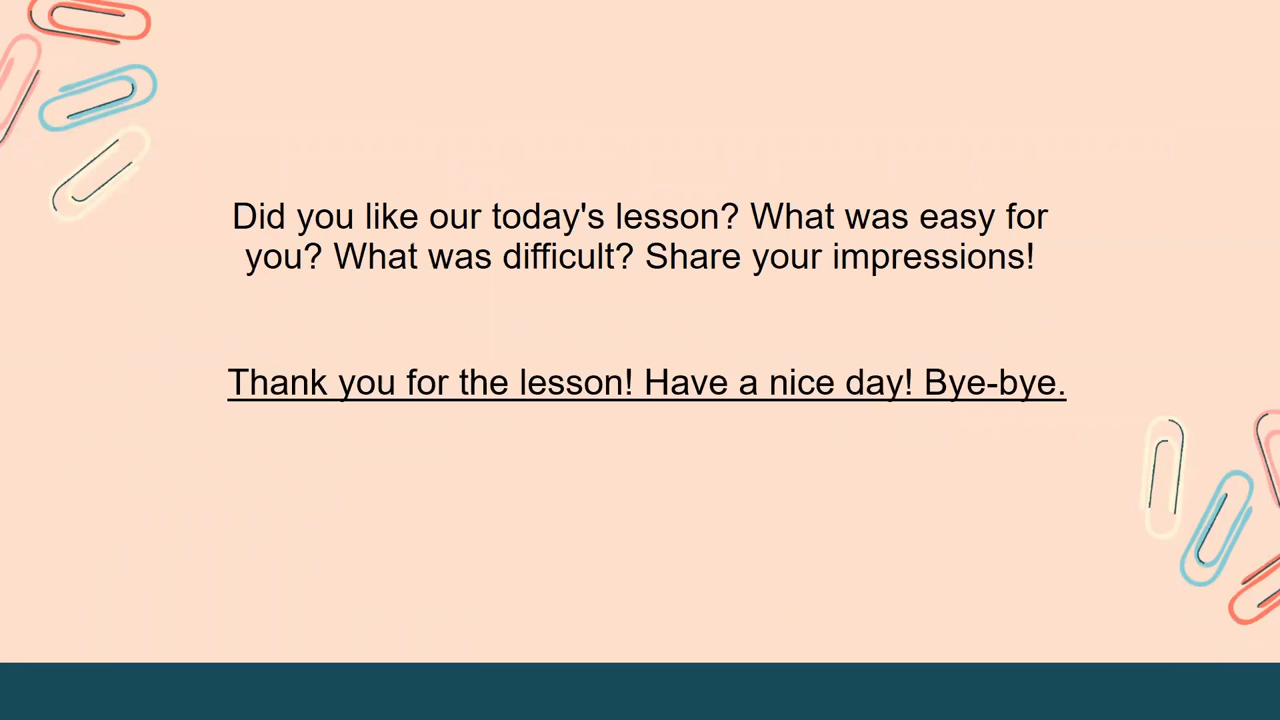 Did you like our today's lesson? What was easy for
you? What was difficult? Share your impressions!
Thank you for the lesson! Have a nice day! Bye-bye.